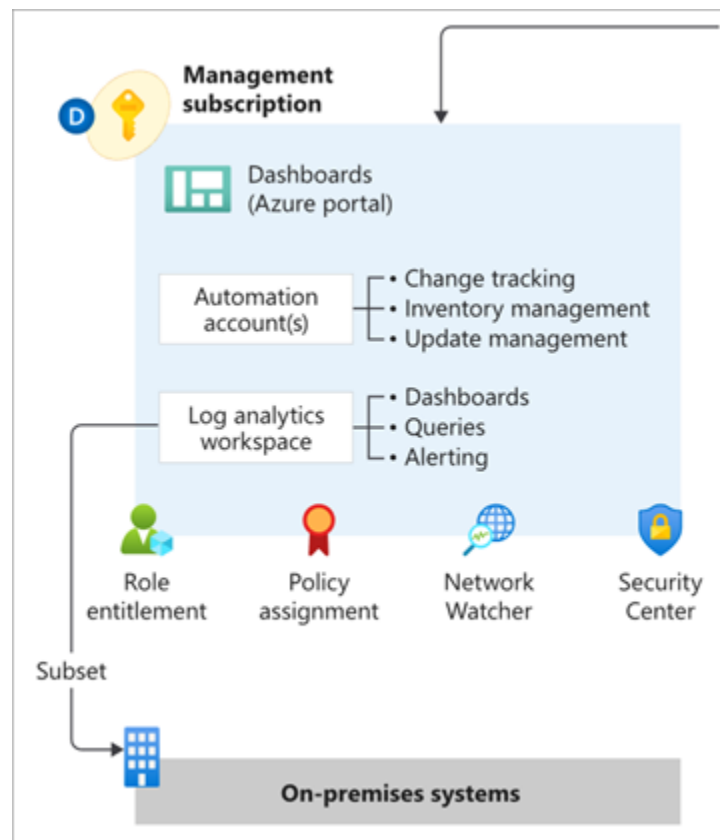 Management
subscription
D
Dashboards
(Azure portal)
Automation
account(s)
• Change tracking
• Inventory management
• Update management
Log analytics
workspace
• Dashboards
• Queries
• Alerting
Role
entitlement
Policy
assignment
Network
Watcher
Security
Center
Subset
On-premises systems